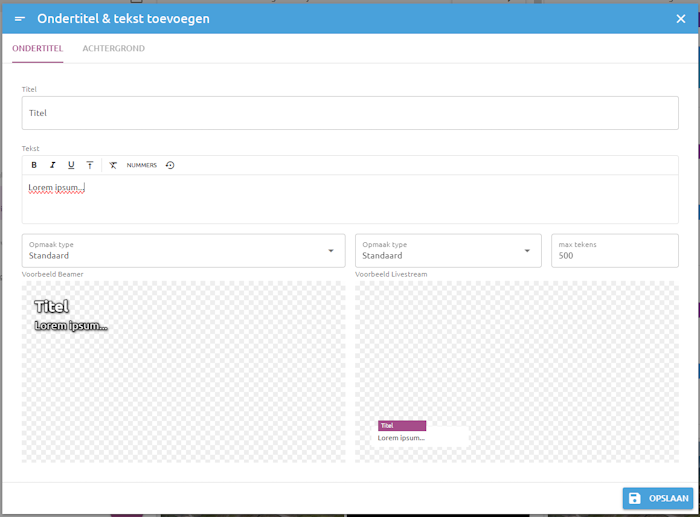 Ondertitel & tekst toevoegen
ONDERTITEL ACHTERGROND
Titel
Titel
Tekst
B I U T NUMMERS
Lorem ipsum...
Opmaak type Opmaak type max tekens
Standaard Standaard 500
Voorbeeld Beamer Voorbeeld Livestream
Titel
Lorem ipsum...
Titel
Lorem ipsum...
OPSLAAN